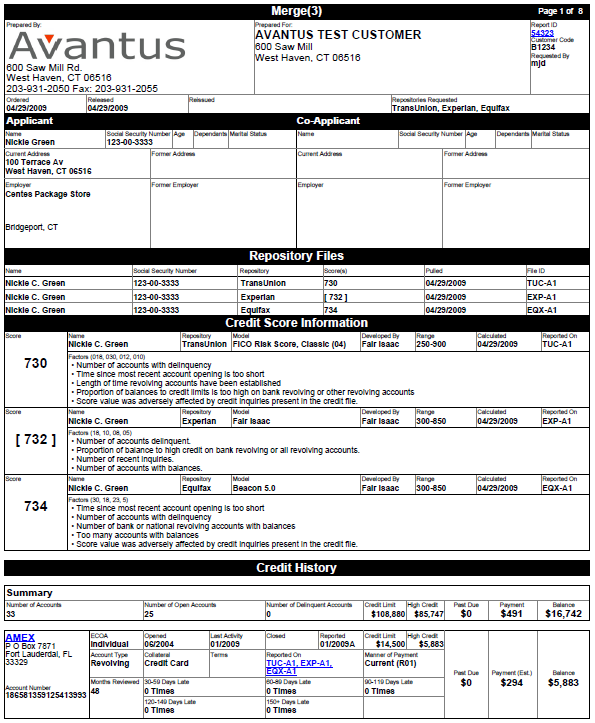 Merge(3) Page 1 of 8
Prepared By:
Avantus
600 Saw Mill Rd.
West Haven, CT 06516
203-931-2050 Fax: 203-931-2055
Prepared For:
AVANTUS TEST CUSTOMER
600 Saw Mill
West Haven, CT 06516
Report ID
54323
Customer Code
B1234
Requested By
mjd
Ordered Released Reissued Repositories Requested
04/29/2009 04/29/2009 TransUnion, Experian, Equifax
Applicant Co-Applicant
Name Social Security Number Age Dependants Marital Status Name Social Security Number Age Dependants Marital Status
Nickie Green 123-00-3333
Current Address Former Address Current Address Former Address
100 Terrace Av
West Haven, CT 06516
Employer Former Employer Employer Former Employer
Centes Package Store
Bridgeport, CT
Repository Files
Name Social Security Number Repository Score(s) Pulled File ID
Nickie C. Green 123-00-3333 TransUnion 730 04/29/2009 TUC-A1
Nickie C. Green 123-00-3333 Experian [ 732 ] 04/29/2009 EXP-A1
Nickie C. Green 123-00-3333 Equifax 734 04/29/2009 EQX-A1
Credit Score Information
Score Name Repository Model Developed By Range Calculated Reported On
730 Nickie C. Green TransUnion FICO Risk Score, Classic (04) Fair Isaac 250-900 04/29/2009 TUC-A1
Factors (018, 030, 012, 010)
• Number of accounts with delinquency
• Time since most recent account opening is too short
• Length of time revolving accounts have been established
• Proportion of balances to credit limits is too high on bank revolving or other revolving accounts
• Score value was adversely affected by credit inquiries present in the credit file.
Score Name Repository Model Developed By Range Calculated Reported On
[ 732 ] Nickie C. Green Experian Fair Isaac Fair Isaac 300-850 04/29/2009 EXP-A1
Factors (18, 10, 08, 05)
• Number of accounts delinquent.
• Proportion of balance to high credit on bank revolving or all revolving accounts.
• Number of recent inquiries.
• Number of accounts with balances.
Score Name Repository Model Developed By Range Calculated Reported On
734 Nickie C. Green Equifax Beacon 5.0 Fair Isaac 300-850 04/29/2009 EQX-A1
Factors (30, 18, 23, 5)
• Time since most recent account opening is too short
• Number of accounts with delinquency
• Number of bank or national revolving accounts with balances
• Too many accounts with balances
• Score value was adversely affected by credit inquiries present in the credit file.
Credit History
Summary
Number of Accounts Number of Open Accounts Number of Delinquent Accounts Credit Limit High Credit Past Due Payment Balance
33 25 0 $108,880 $85,747 $0 $491 $16,742
AMEX
P O Box 7871
Fort Lauderdal, FL
33329
Account Number
186581359125413993
ECOA Opened Last Activity Closed Reported Credit Limit High Credit
Individual 06/2004 01/2009 01/2009A $14,500 $5,883
Account Type Collateral Terms Reported On Manner of Payment
Revolving Credit Card TUC-A1, EXP-A1, Current (R01)
EQX-A1
Months Reviewed 30-59 Days Late 60-89 Days Late 90-119 Days Late
48 0 Times 0 Times 0 Times
120-149 Days Late 150+ Days Late
0 Times 0 Times
Past Due Payment (Est.) Balance
$0 $294 $5,883